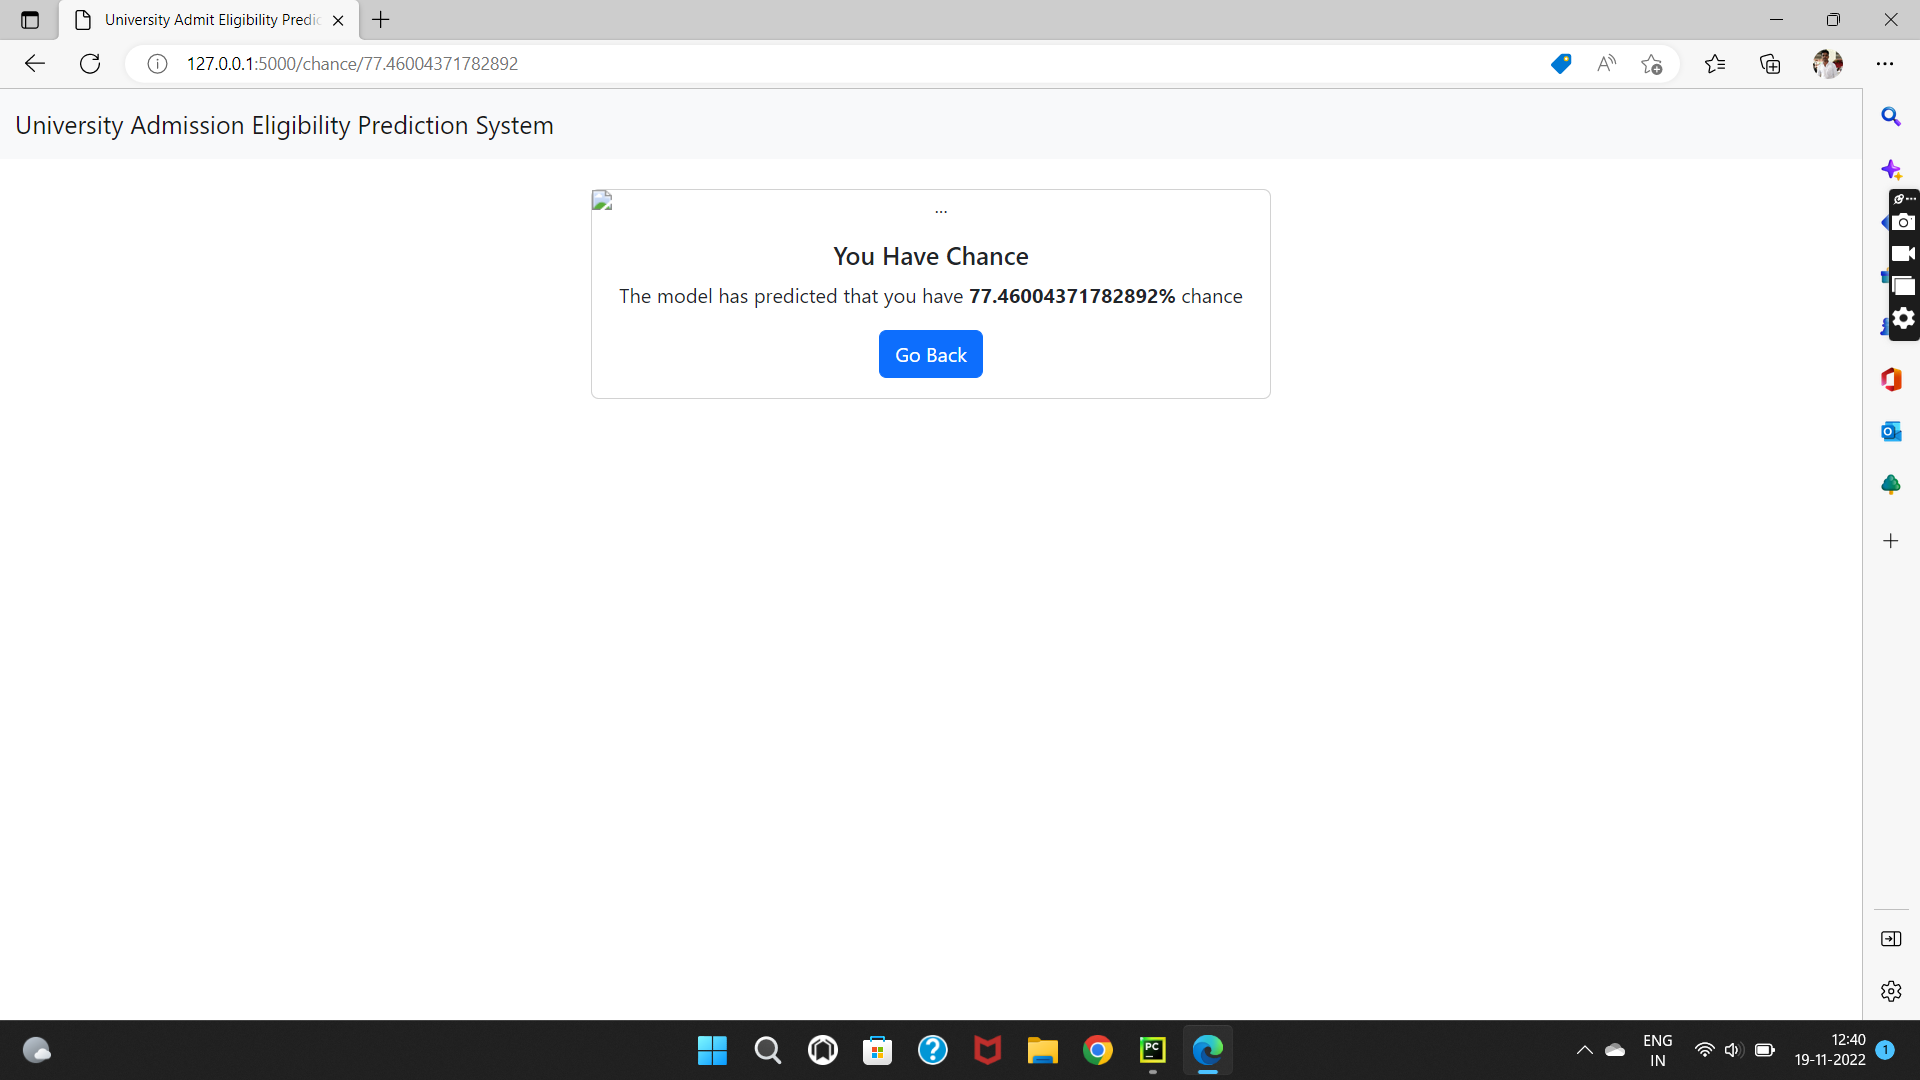 University Admit Eligibility Predic
127.0.0.1:5000/chance/77.46004371782892
University Admission Eligibility Prediction System
...
You Have Chance
The model has predicted that you have 77.46004371782892% chance
Go Back
PC
ENG
IN
12:40
19-11-2022
1